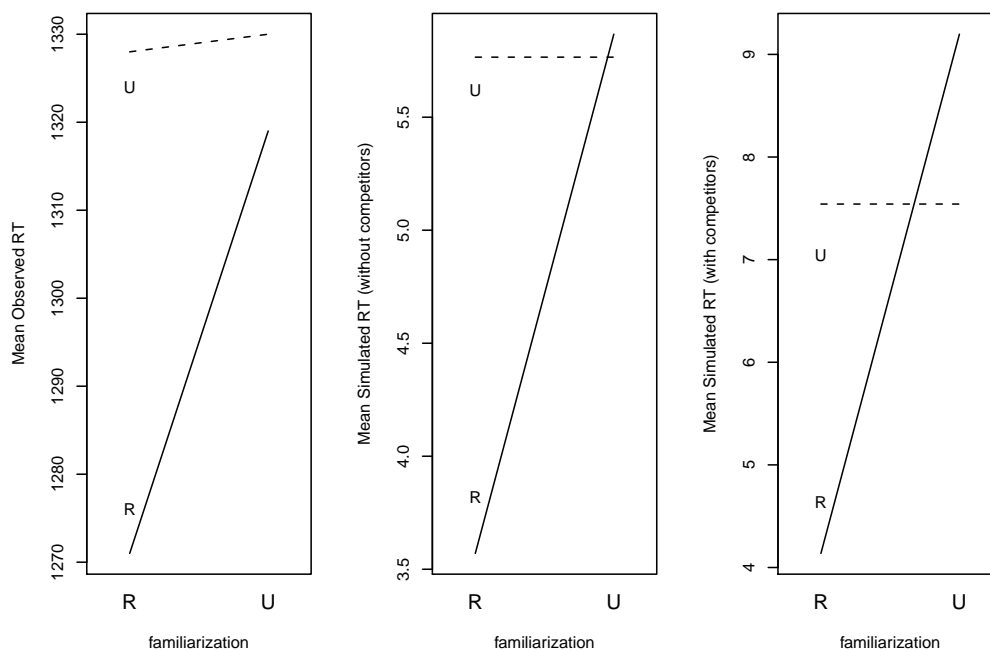 Mean Observed RT
1330
1320
1310
1300
1290
1280
1270
U
R
R U
familiarization
Mean Simulated RT (without competitors)
5.5
5.0
4.5
4.0
3.5
U
R
R U
familiarization
Mean Simulated RT (with competitors)
9
8
7
6
5
4
U
R
R U
familiarization